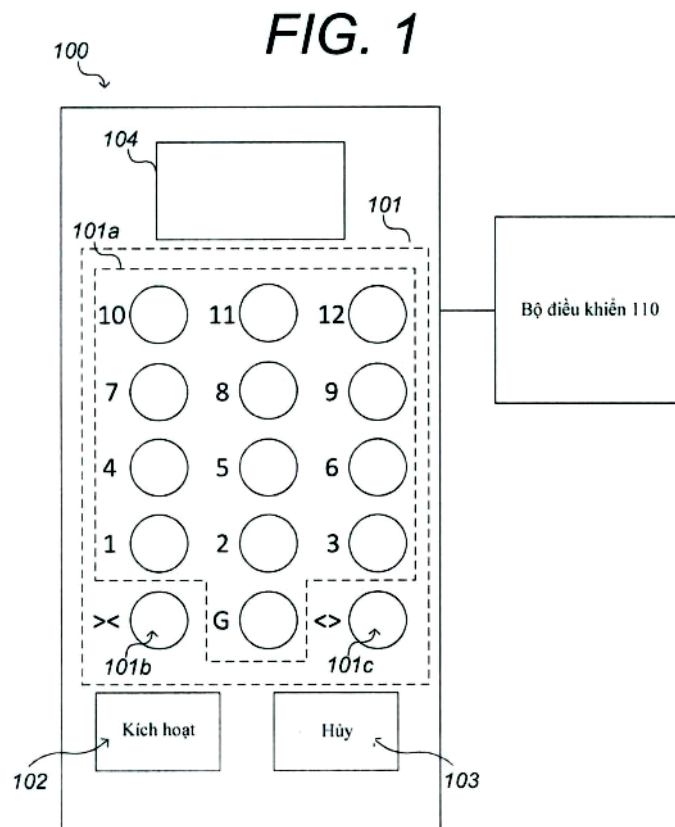 FIG. 1
100
104
101
101a
10 11 12
Bộ điều khiển 110
7 8 9
4 5 6
1 2 3
>< G <>
101b 101c
Kích hoạt Hủy
102 103